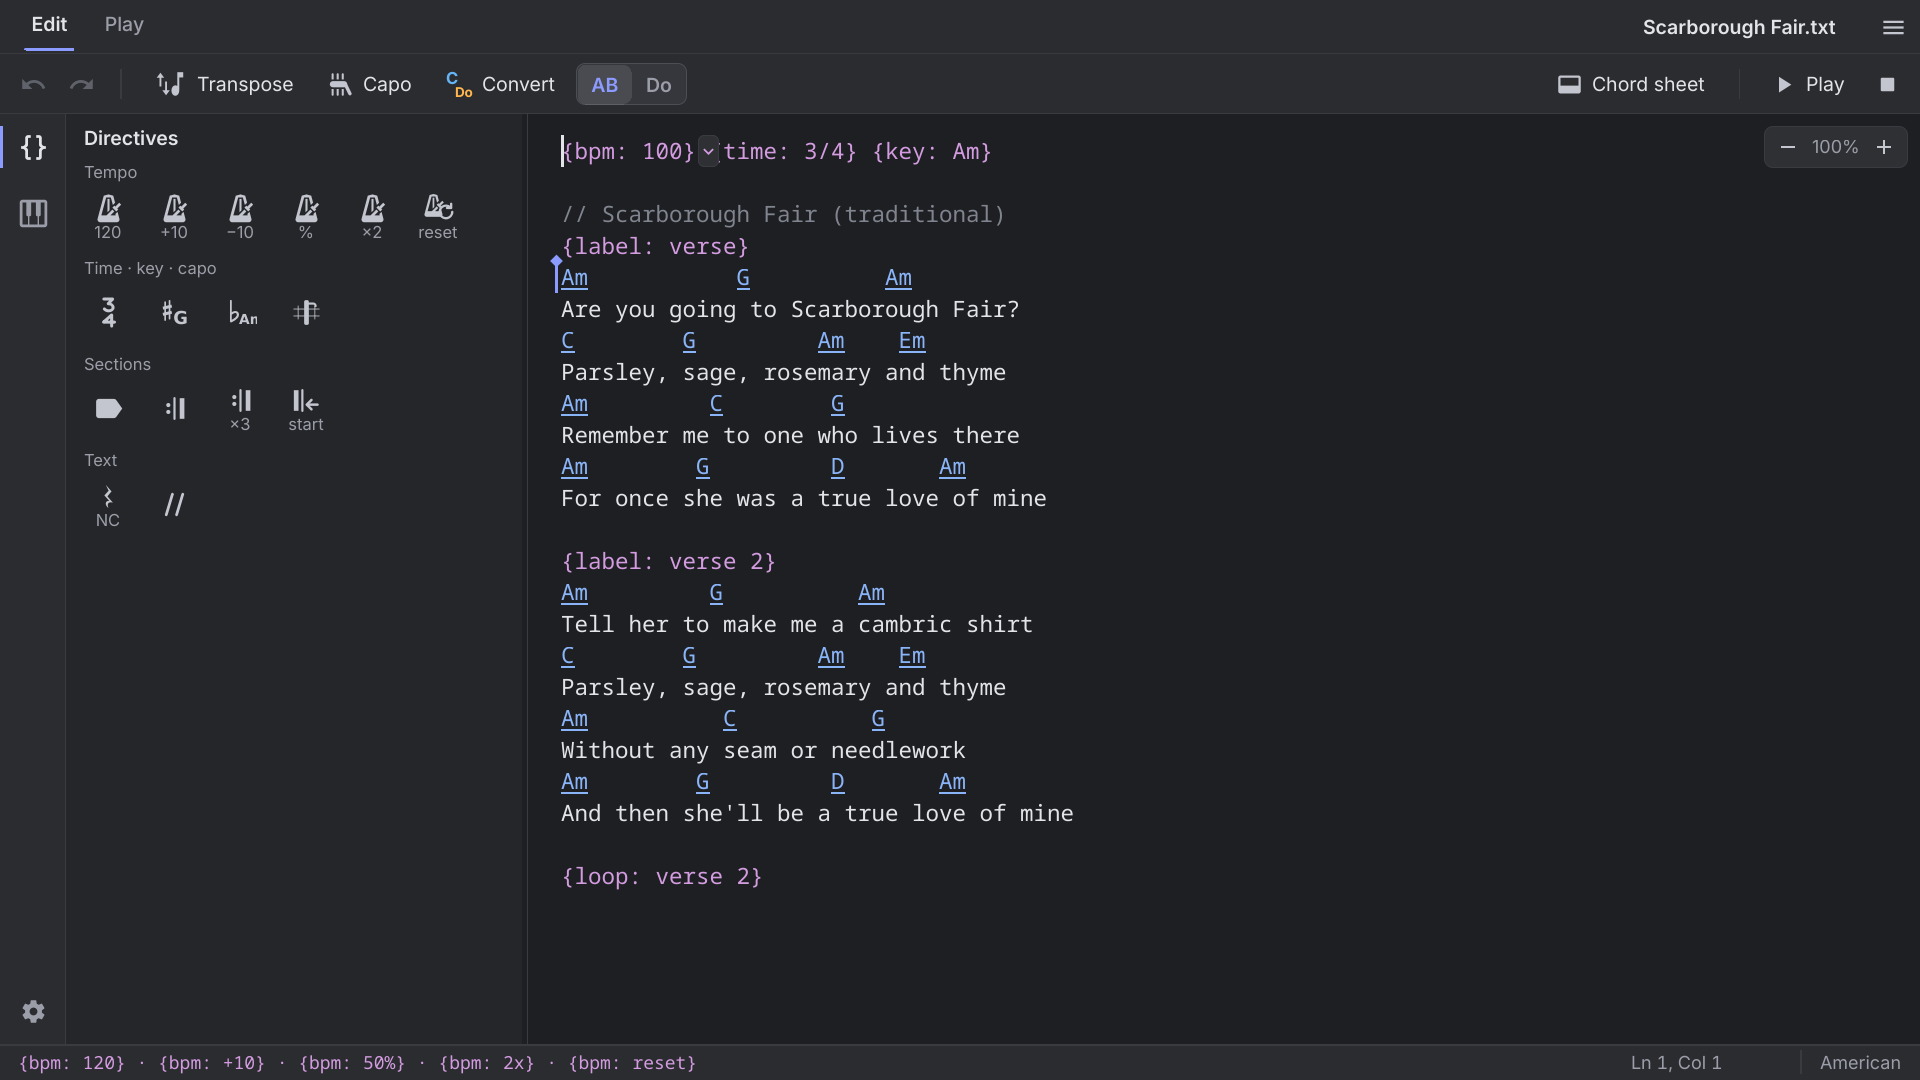 Edit Play Scarborough Fair.txt
Transpose Capo C Do Convert AB Do Chord sheet Play
Directives
Tempo
120 +10 −10 % ×2 reset
Time · key · capo
3/4 ♯G ♭Am
Sections
×3 start
Text
NC //
{bpm: 100} time: 3/4} {key: Am}
100%
// Scarborough Fair (traditional)
{label: verse}
Am G Am
Are you going to Scarborough Fair?
C G Am Em
Parsley, sage, rosemary and thyme
Am C G
Remember me to one who lives there
Am G D Am
For once she was a true love of mine
{label: verse 2}
Am G Am
Tell her to make me a cambric shirt
C G Am Em
Parsley, sage, rosemary and thyme
Am C G
Without any seam or needlework
Am G D Am
And then she'll be a true love of mine
{loop: verse 2}
{bpm: 120} · {bpm: +10} · {bpm: 50%} · {bpm: 2x} · {bpm: reset}
Ln 1, Col 1 American